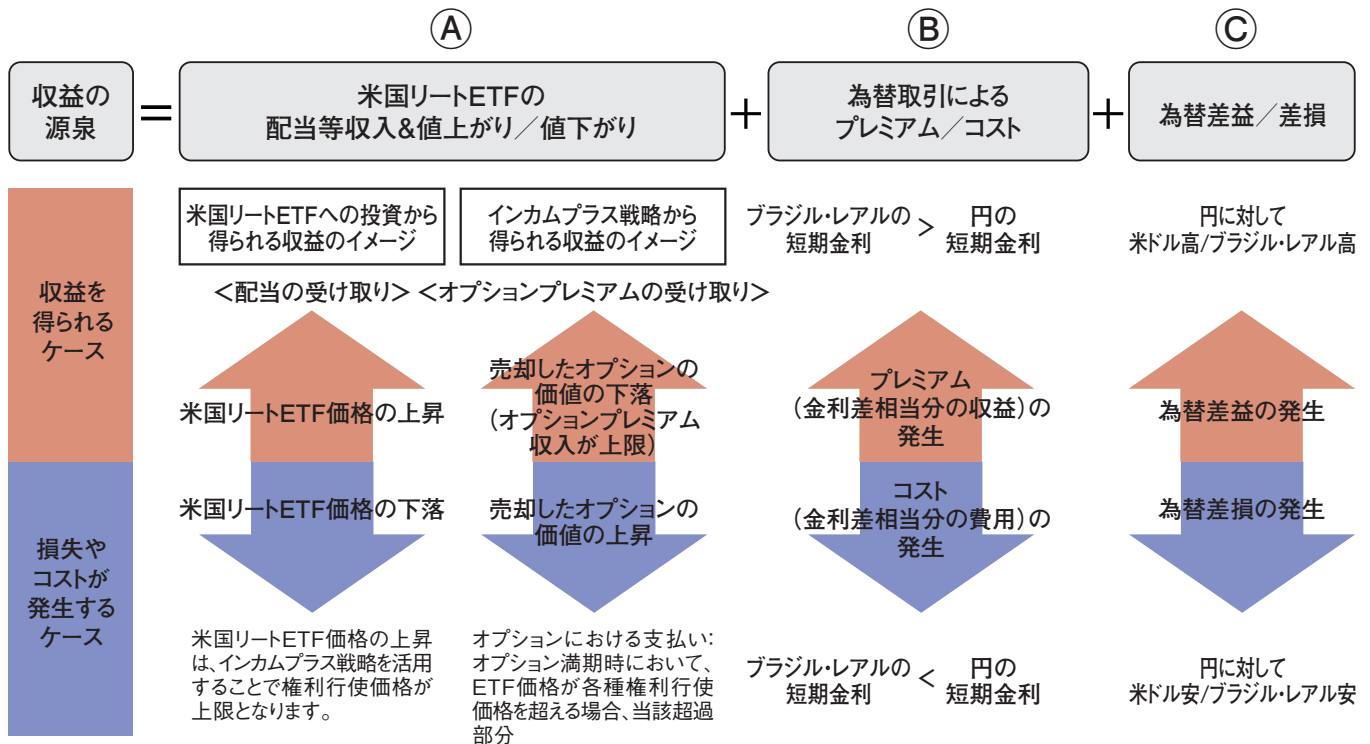 Ⓐ
Ⓑ
Ⓒ
収益の
源泉
=
米国リートETFの
配当等収入&値上がり／値下がり
+
為替取引による
プレミアム／コスト
+
為替差益／差損
収益を
得られる
ケース
米国リートETFへの投資から
得られる収益のイメージ
インカムプラス戦略から
得られる収益のイメージ
ブラジル・レアルの
短期金利
>
円の
短期金利
円に対して
米ドル高/ブラジル・レアル高
＜配当の受け取り＞
＜オプションプレミアムの受け取り＞
米国リートETF価格の上昇
売却したオプションの
価値の下落
(オプションプレミアム
収入が上限)
プレミアム
(金利差相当分の収益)の
発生
為替差益の発生
損失や
コストが
発生する
ケース
米国リートETF価格の下落
売却したオプションの
価値の上昇
コスト
(金利差相当分の費用)の
発生
為替差損の発生
米国リートETF価格の上昇
は、インカムプラス戦略を活用
することで権利行使価格が
上限となります。
オプションにおける支払い：
オプション満期時において、
ETF価格が各種権利行使
価格を超える場合、当該超過
部分
ブラジル・レアルの
短期金利
<
円の
短期金利
円に対して
米ドル安/ブラジル・レアル安